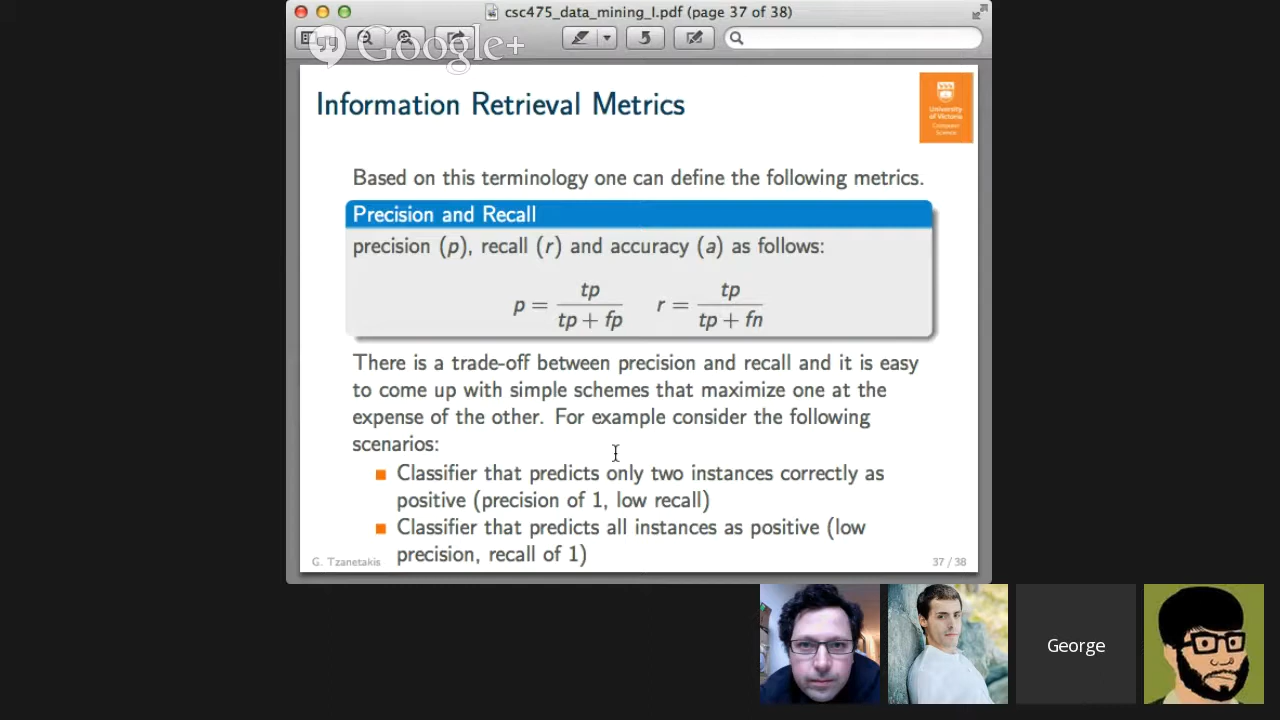 csc475_data_mining_I.pdf (page 37 of 38)
Google+
Information Retrieval Metrics
University
of Victoria
Computer
Science
Based on this terminology one can define the following metrics.
Precision and Recall
precision (p), recall (r) and accuracy (a) as follows:
p = tp / (tp + fp) r = tp / (tp + fn)
There is a trade-off between precision and recall and it is easy
to come up with simple schemes that maximize one at the
expense of the other. For example consider the following
scenarios:
Classifier that predicts only two instances correctly as
positive (precision of 1, low recall)
Classifier that predicts all instances as positive (low
precision, recall of 1)
G. Tzanetakis
37 / 38
George